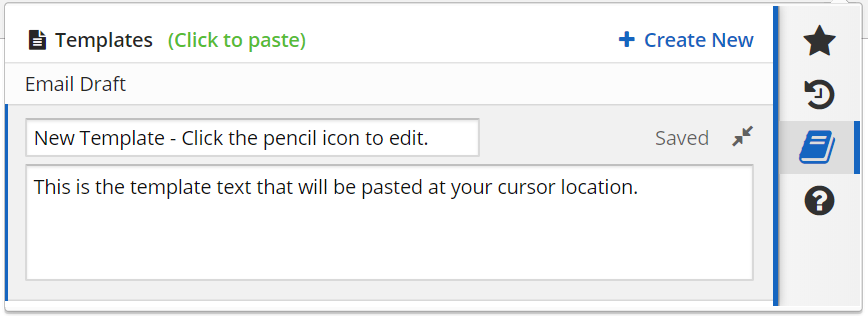 Templates (Click to paste) Create New
Email Draft
New Template - Click the pencil icon to edit. Saved
This is the template text that will be pasted at your cursor location.